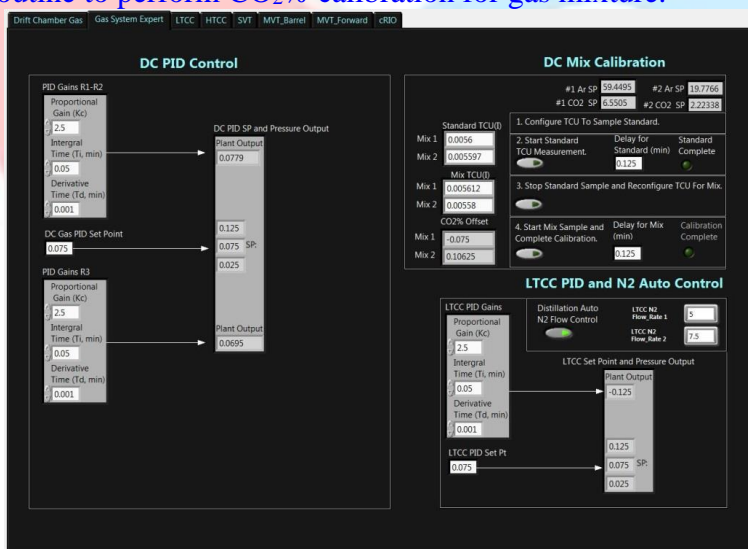 outine to perform CO₂% calibration for gas mixture.
Drift Chamber Gas Gas System Expert LTCC HTCC SVT MVT_Barrel MVT_Forward cRIO
DC PID Control
PID Gains R1-R2
Proportional
Gain (Kc)
2.5
Intergral
Time (Ti, min)
0.05
Derivative
Time (Td, min)
0.001
DC PID SP and Pressure Output
Plant Output
0.0779
0.125
0.075 SP:
0.025
Plant Output
0.0695
DC Gas PID Set Point
0.075
PID Gains R3
Proportional
Gain (Kc)
2.5
Intergral
Time (Ti, min)
0.05
Derivative
Time (Td, min)
0.001
DC Mix Calibration
#1 Ar SP 59.4495 #2 Ar SP 19.7766
#1 CO2 SP 6.5505 #2 CO2 SP 2.22338
Standard TCU(I)
Mix 1 0.0056
Mix 2 0.005597
Mix TCU(I)
Mix 1 0.005612
Mix 2 0.00558
CO2% Offset
Mix 1 -0.075
Mix 2 0.10625
1. Configure TCU To Sample Standard.
2. Start Standard
TCU Measurement.
Delay for
Standard (min)
0.125
Standard
Complete
3. Stop Standard Sample and Reconfigure TCU For Mix.
4. Start Mix Sample and
Complete Calibration.
Delay for Mix
(min)
0.125
Calibration
Complete
LTCC PID and N2 Auto Control
LTCC PID Gains
Proportional
Gain (Kc)
2.5
Intergral
Time (Ti, min)
0.05
Derivative
Time (Td, min)
0.001
LTCC PID Set Pt
0.075
Distillation Auto
N2 Flow Control
LTCC N2
Flow_Rate 1
5
LTCC N2
Flow_Rate 2
7.5
LTCC Set Point and Pressure Output
Plant Output
-0.125
0.125
0.075 SP:
0.025